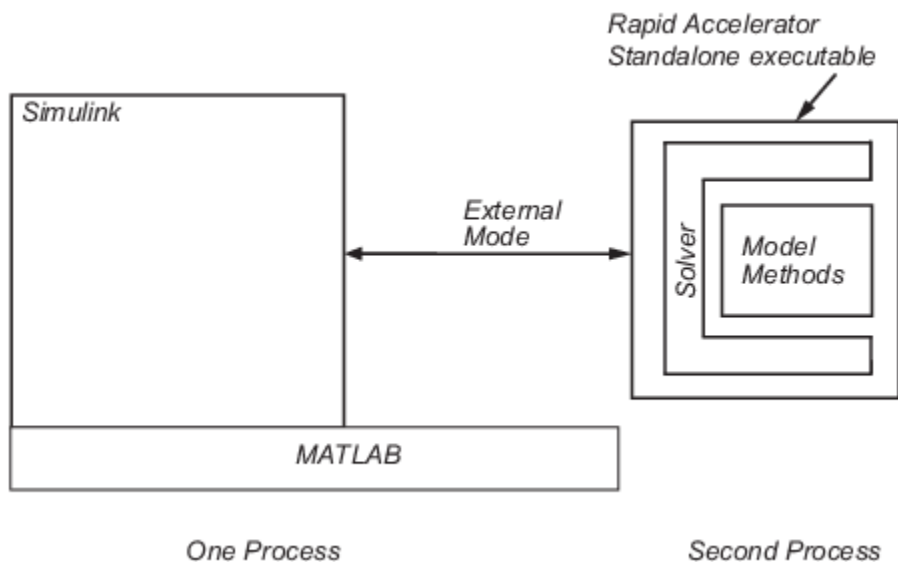 Rapid Accelerator
Standalone executable
Simulink
External
Mode
Solver
Model
Methods
MATLAB
One Process
Second Process